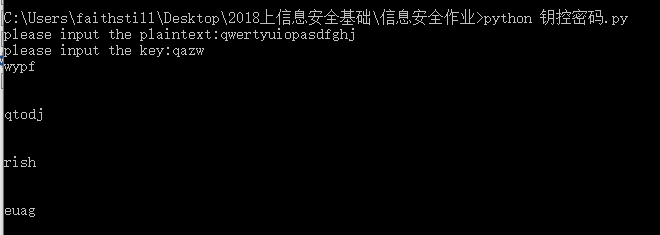 C:\Users\faithsti11\Desktop\2018上信息安全基础\信息安全作业>python 钥控密码.py
please input the plaintext:qwertyuiopasdfghj
please input the key:qazw
wypf
qtodj
rish
euag